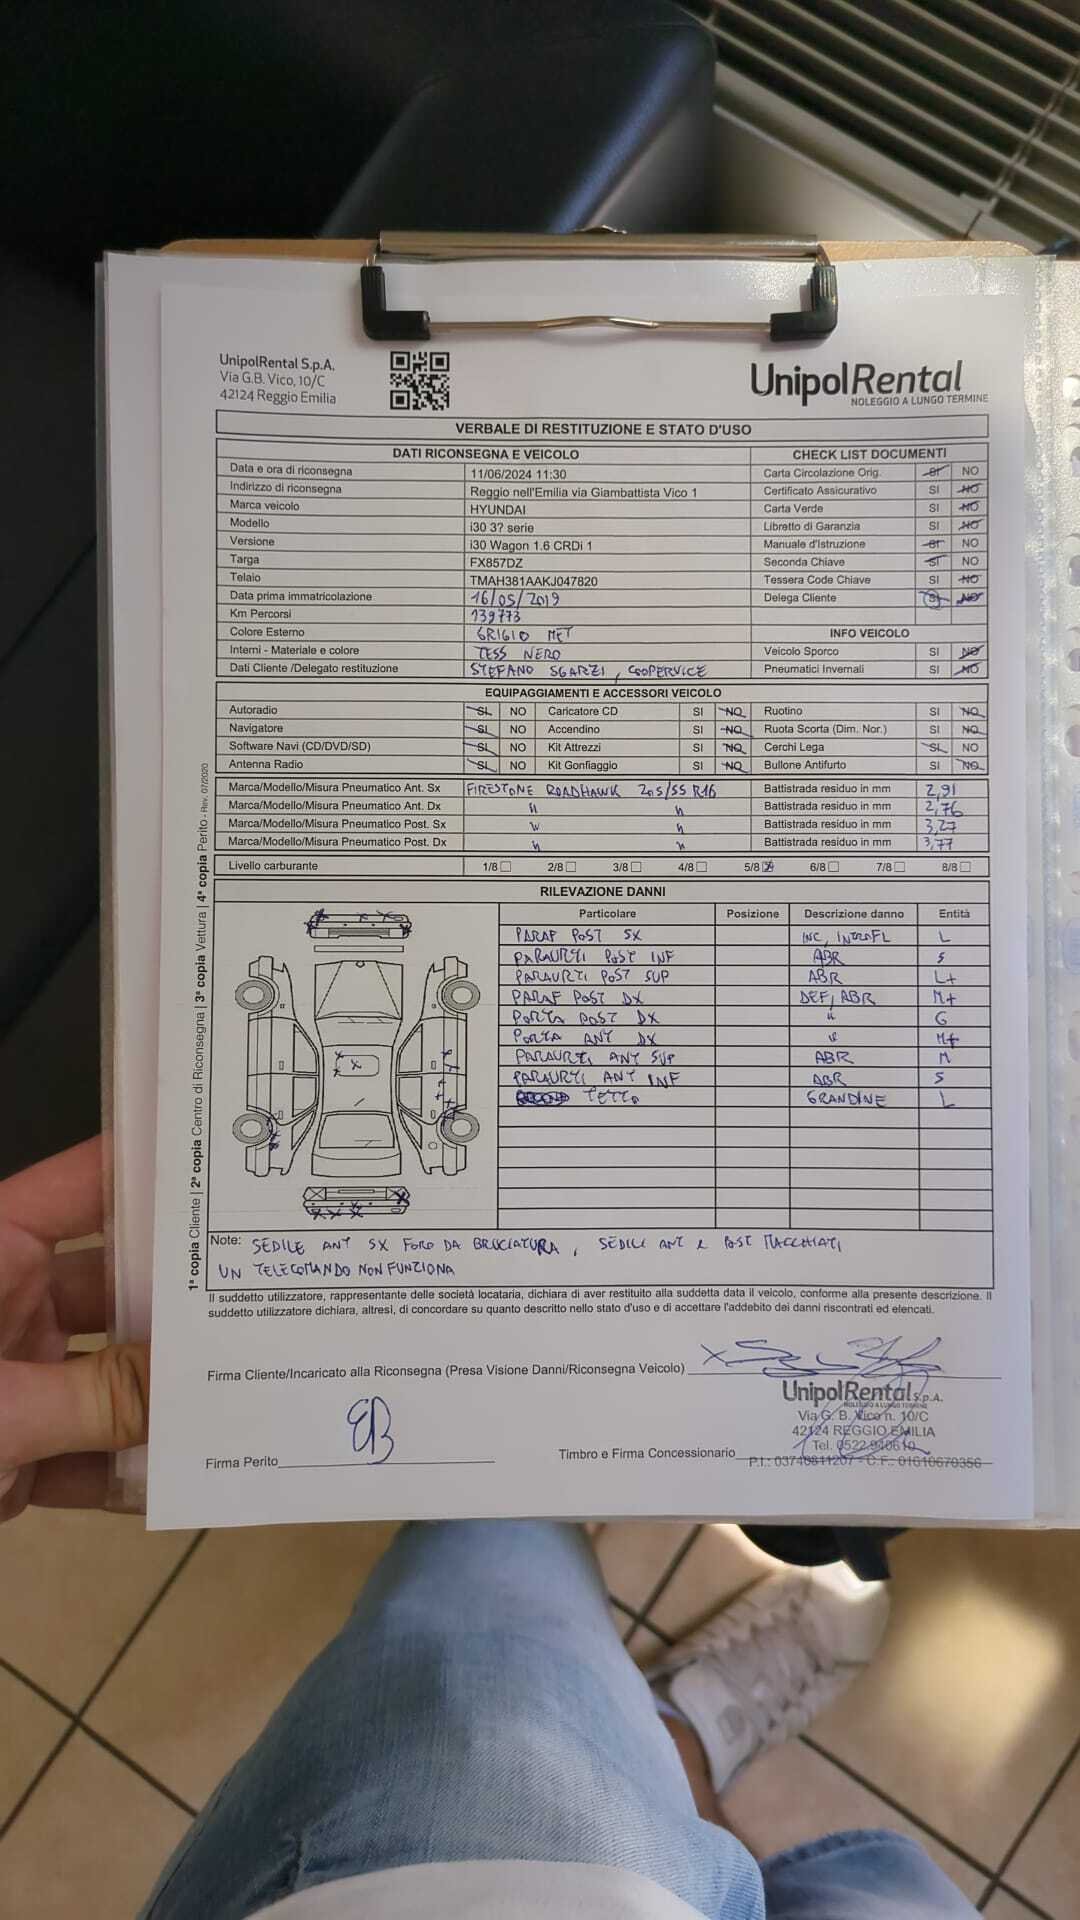 UnipolRental S.p.A.
Via G.B. Vico, 10/C
42124 Reggio Emilia
UnipolRental
NOLEGGIO A LUNGO TERMINE
VERBALE DI RESTITUZIONE E STATO D'USO
DATI RICONSEGNA E VEICOLO CHECK LIST DOCUMENTI
Data e ora di riconsegna 11/06/2024 11:30 Carta Circolazione Orig. SI NO
Indirizzo di riconsegna Reggio nell'Emilia via Giambattista Vico 1 Certificato Assicurativo SI NO
Marca veicolo HYUNDAI Carta Verde SI NO
Modello i30 3? serie Libretto di Garanzia SI NO
Versione i30 Wagon 1.6 CRDi 1 Manuale d'Istruzione SI NO
Targa FX857DZ Seconda Chiave SI NO
Telaio TMAH381AAKJ047820 Tessera Code Chiave SI NO
Data prima immatricolazione 16/05/2019 Delega Cliente SI NO
Km Percorsi 139773
Colore Esterno GRIGIO MET INFO VEICOLO
Interni - Materiale e colore TESS NERO Veicolo Sporco SI NO
Dati Cliente /Delegato restituzione STEFANO SGARZI, COOPERVICE Pneumatici Invernali SI NO
EQUIPAGGIAMENTI E ACCESSORI VEICOLO
Autoradio SI NO Caricatore CD SI NO Ruotino SI NO
Navigatore SI NO Accendino SI NO Ruota Scorta (Dim. Nor.) SI NO
Software Navi (CD/DVD/SD) SI NO Kit Attrezzi SI NO Cerchi Lega SI NO
Antenna Radio SI NO Kit Gonfiaggio SI NO Bullone Antifurto SI NO
Marca/Modello/Misura Pneumatico Ant. Sx FIRESTONE ROADHAWK 205/55 R16 Battistrada residuo in mm 2,91
Marca/Modello/Misura Pneumatico Ant. Dx " " Battistrada residuo in mm 2,76
Marca/Modello/Misura Pneumatico Post. Sx " " Battistrada residuo in mm 3,27
Marca/Modello/Misura Pneumatico Post. Dx " " Battistrada residuo in mm 3,77
Livello carburante 1/8 2/8 3/8 4/8 5/8 6/8 7/8 8/8
RILEVAZIONE DANNI
Particolare Posizione Descrizione danno Entità
PARAF POST SX INC, INTROFL L
PARAURTI POST INF ABR S
PARAURTI POST SUP ABR L+
PARAF POST DX DEF, ABR M+
PORTA POST DX " G
PORTA ANT DX " M+
PARAURTI ANT SUP ABR M
PARAURTI ANT INF ABR S
TETTO GRANDINE L
Note: SEDILE ANT SX FORO DA BRUCIATURA, SEDILI ANT E POST MACCHIATI
UN TELECOMANDO NON FUNZIONA
Il suddetto utilizzatore, rappresentante delle società locataria, dichiara di aver restituito alla suddetta data il veicolo, conforme alla presente descrizione. Il
suddetto utilizzatore dichiara, altresì, di concordare su quanto descritto nello stato d'uso e di accettare l'addebito dei danni riscontrati ed elencati.
Firma Cliente/Incaricato alla Riconsegna (Presa Visione Danni/Riconsegna Veicolo)
UnipolRental S.p.A.
NOLEGGIO A LUNGO TERMINE
Via G. B. Vico n. 10/C
42124 REGGIO EMILIA
Tel. 0522.940610
P.I.: 03740811207 - C.F.: 01610670356
Firma Perito EB Timbro e Firma Concessionario
1ª copia Cliente | 2ª copia Centro di Riconsegna | 3ª copia Vettura | 4ª copia Perito - Rev. 07/2020